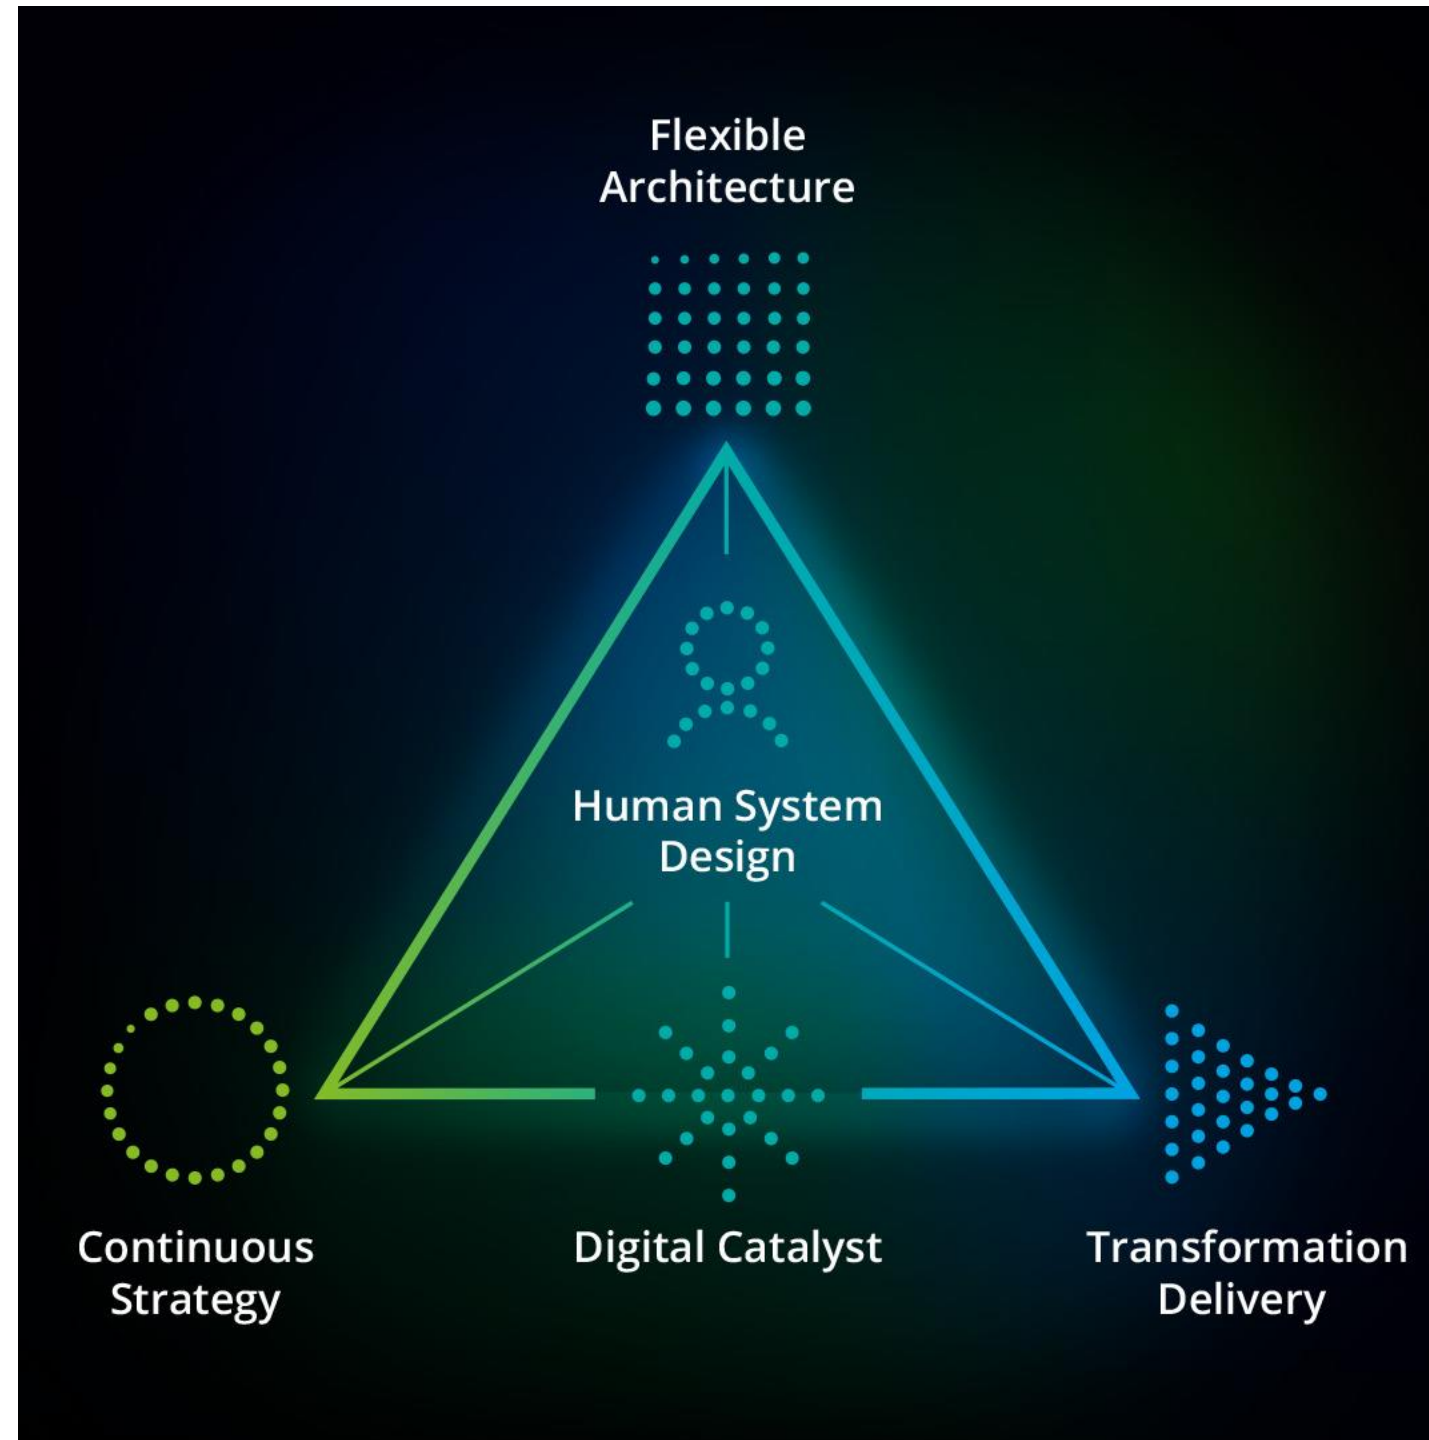 Flexible
Architecture
Human System
Design
Continuous
Strategy
Digital Catalyst
Transformation
Delivery